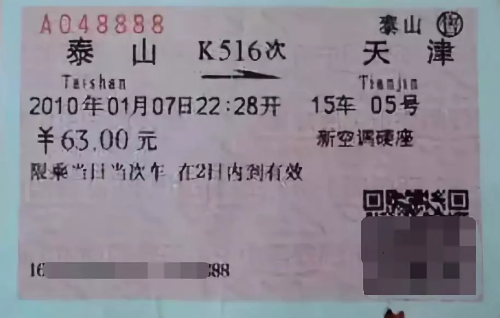 A048888 泰山 售
泰山 K516次 天津
Taishan Tianjin
2010年01月07日22:28开 15车 05号
￥63.00元 新空调硬座
限乘当日当次车 在2日内到有效